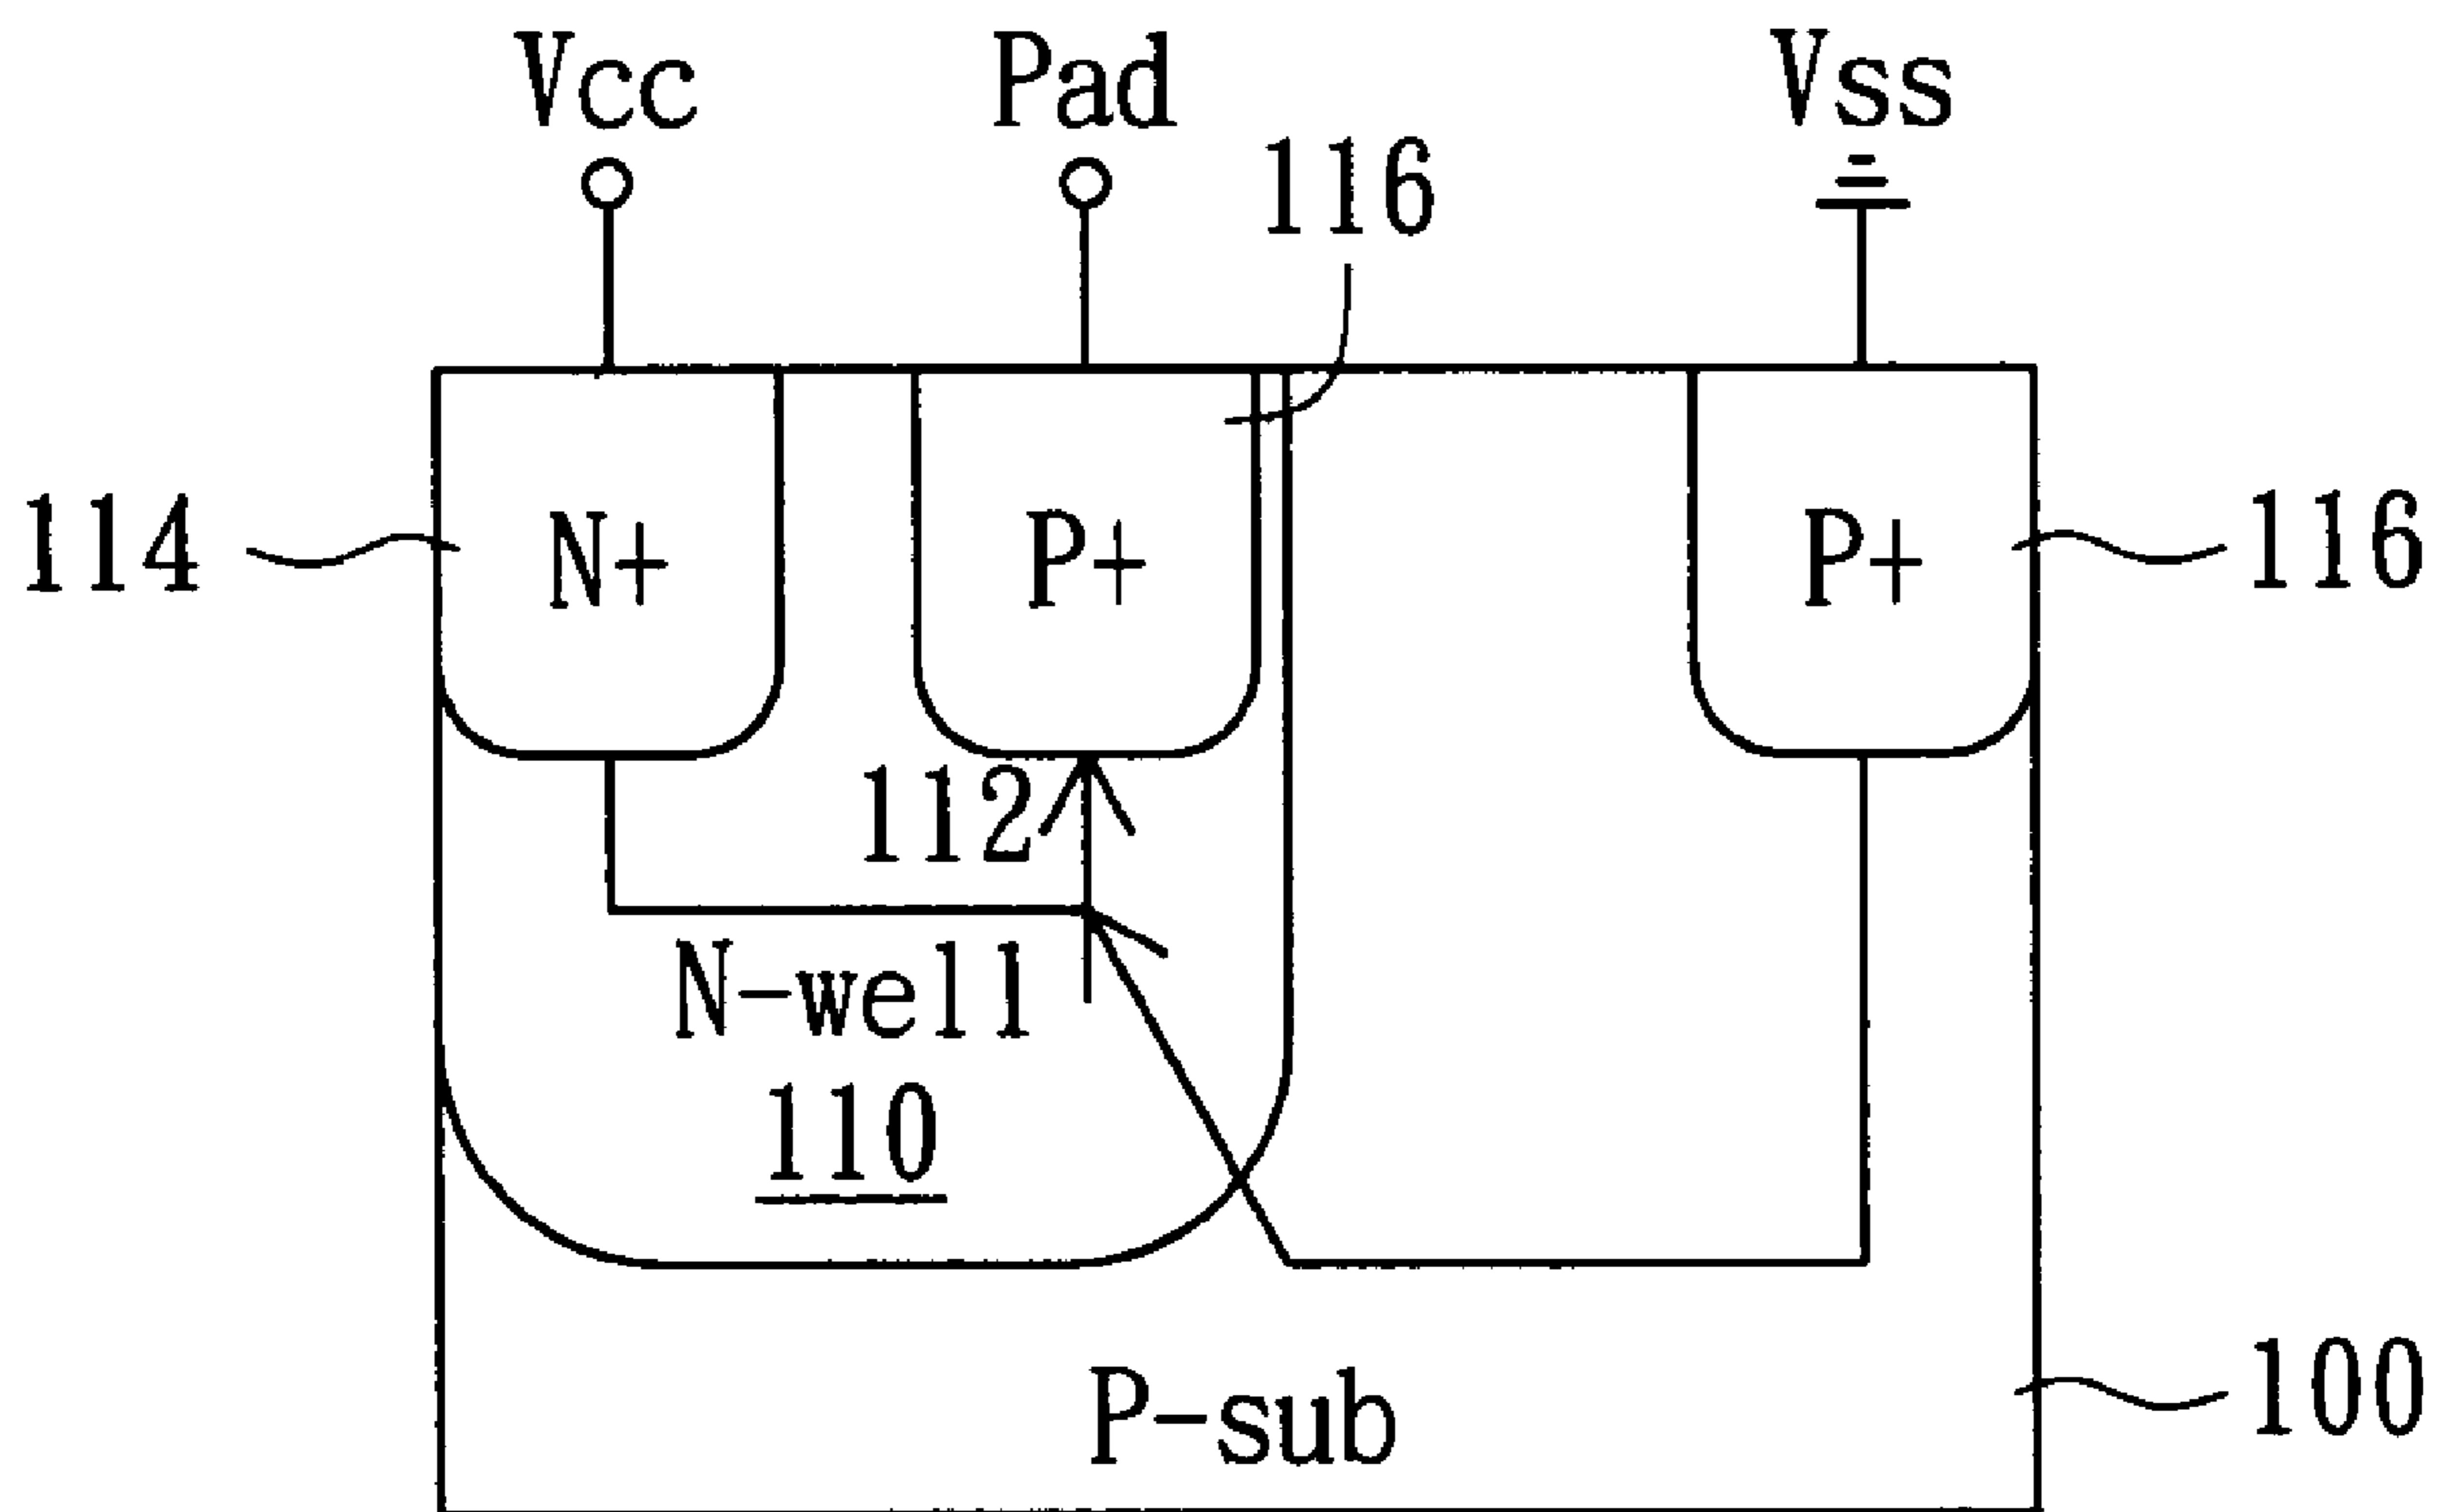 Vcc Pad Vss
116
114 N+ P+ P+ 116
112
N-well
110
P-sub 100